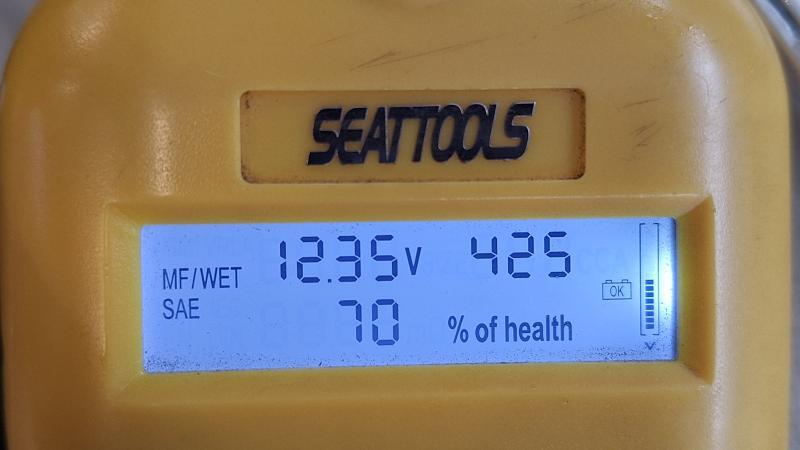 SEATTOOLS
MF/WET 12.35V 425
SAE 70 % of health
OK